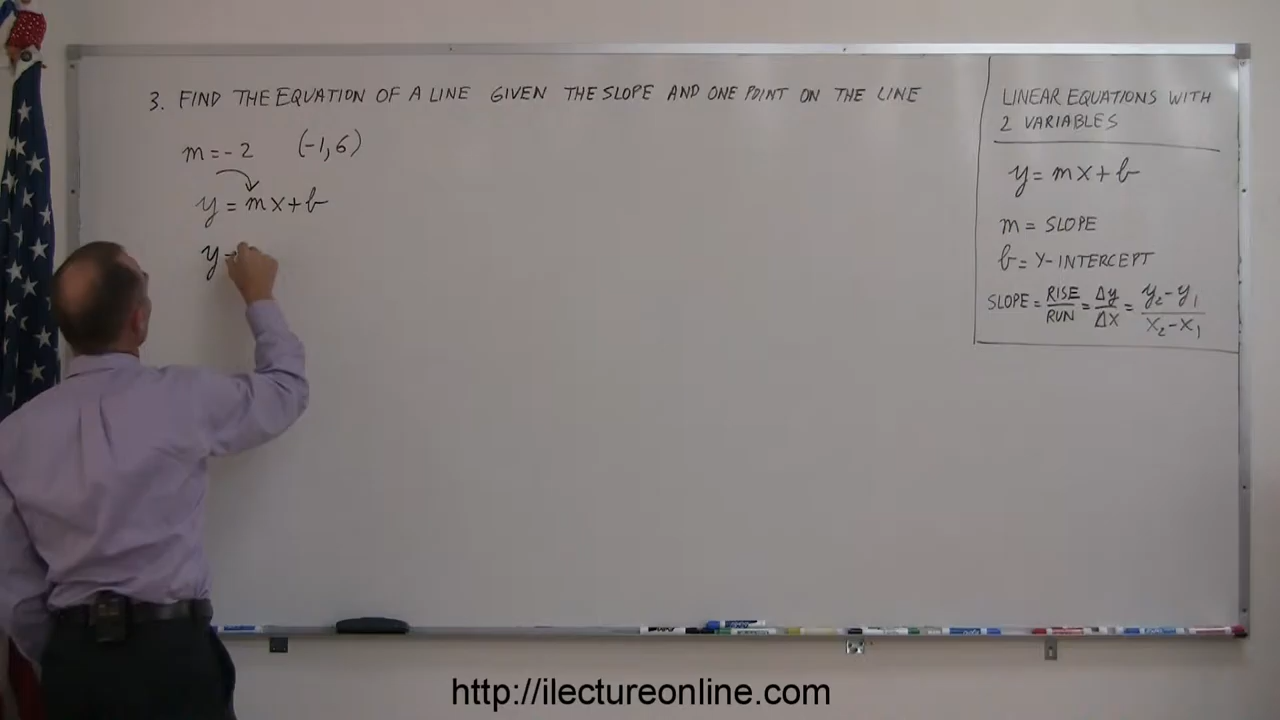 3. FIND THE EQUATION OF A LINE GIVEN THE SLOPE AND ONE POINT ON THE LINE
m = -2 (-1,6)
y = mx+b
y
LINEAR EQUATIONS WITH
2 VARIABLES
y = mx+b
m = SLOPE
b = Y-INTERCEPT
SLOPE = RISE/RUN = Δy/Δx = y₂-y₁/x₂-x₁
http://ilectureonline.com